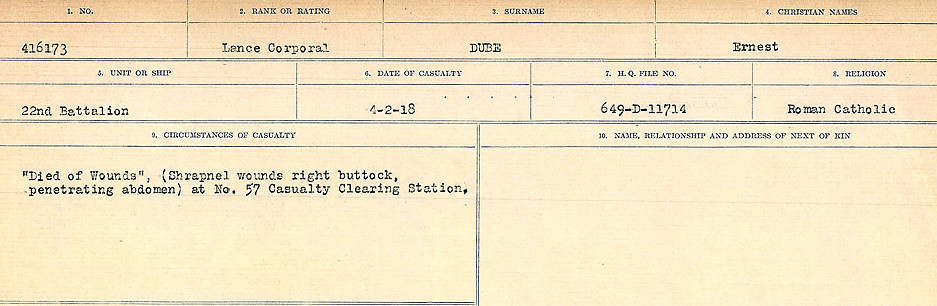 1. NO. 2. RANK OR RATING 3. SURNAME 4. CHRISTIAN NAMES
416173 Lance Corporal DUBE Ernest
5. UNIT OR SHIP 6. DATE OF CASUALTY 7. H.Q. FILE NO. 8. RELIGION
22nd Battalion 4-2-18 649-D-11714 Roman Catholic
9. CIRCUMSTANCES OF CASUALTY 10. NAME, RELATIONSHIP AND ADDRESS OF NEXT OF KIN
"Died of Wounds", (Shrapnel wounds right buttock,
penetrating abdomen) at No. 57 Casualty Clearing Station.